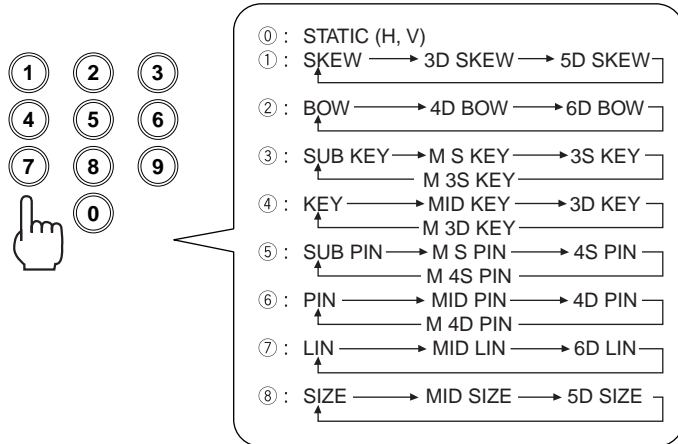 1 2 3
4 5 6
7 8 9
0
⓪ : STATIC (H, V)
① : SKEW 3D SKEW 5D SKEW
② : BOW 4D BOW 6D BOW
③ : SUB KEY M S KEY 3S KEY
M 3S KEY
④ : KEY MID KEY 3D KEY
M 3D KEY
⑤ : SUB PIN M S PIN 4S PIN
M 4S PIN
⑥ : PIN MID PIN 4D PIN
M 4D PIN
⑦ : LIN MID LIN 6D LIN
⑧ : SIZE MID SIZE 5D SIZE